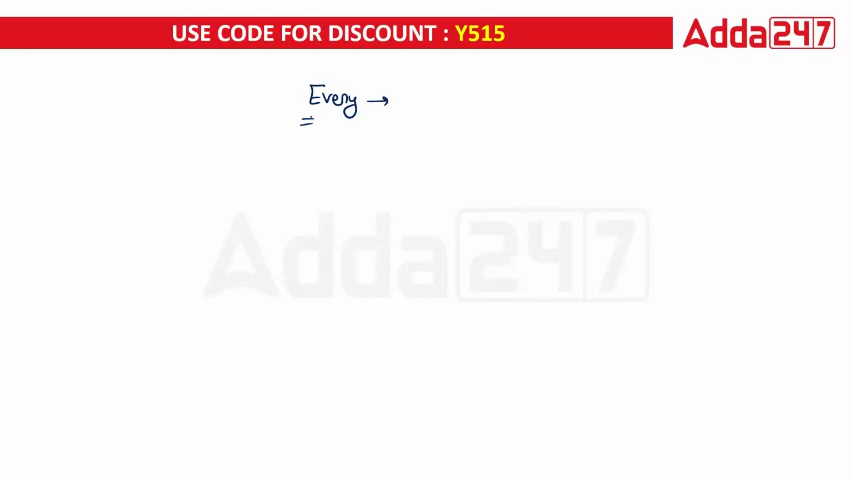 USE CODE FOR DISCOUNT : Y515
Adda247
Every →
=
Adda247